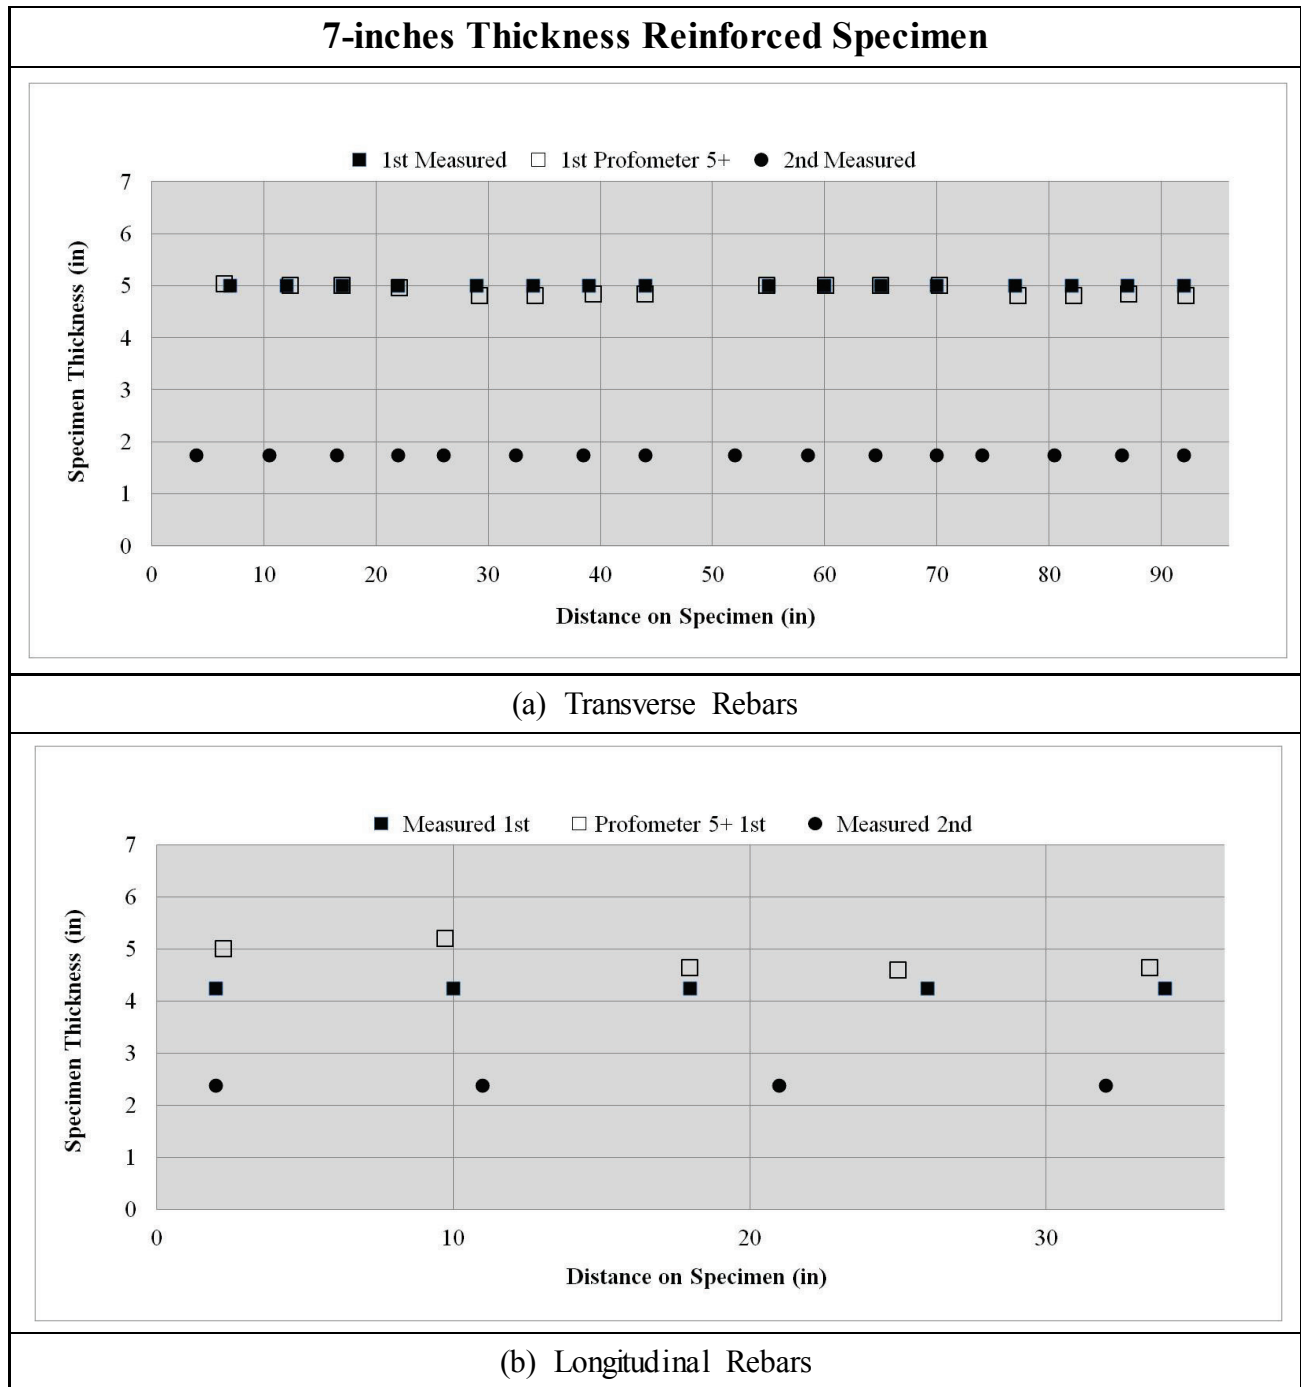 7-inches Thickness Reinforced Specimen
1st Measured 1st Profometer 5+ 2nd Measured
7
6
5
4
3
2
1
0
Specimen Thickness (in)
0 10 20 30 40 50 60 70 80 90
Distance on Specimen (in)
(a) Transverse Rebars
Measured 1st Profometer 5+ 1st Measured 2nd
7
6
5
4
3
2
1
0
Specimen Thickness (in)
0 10 20 30
Distance on Specimen (in)
(b) Longitudinal Rebars